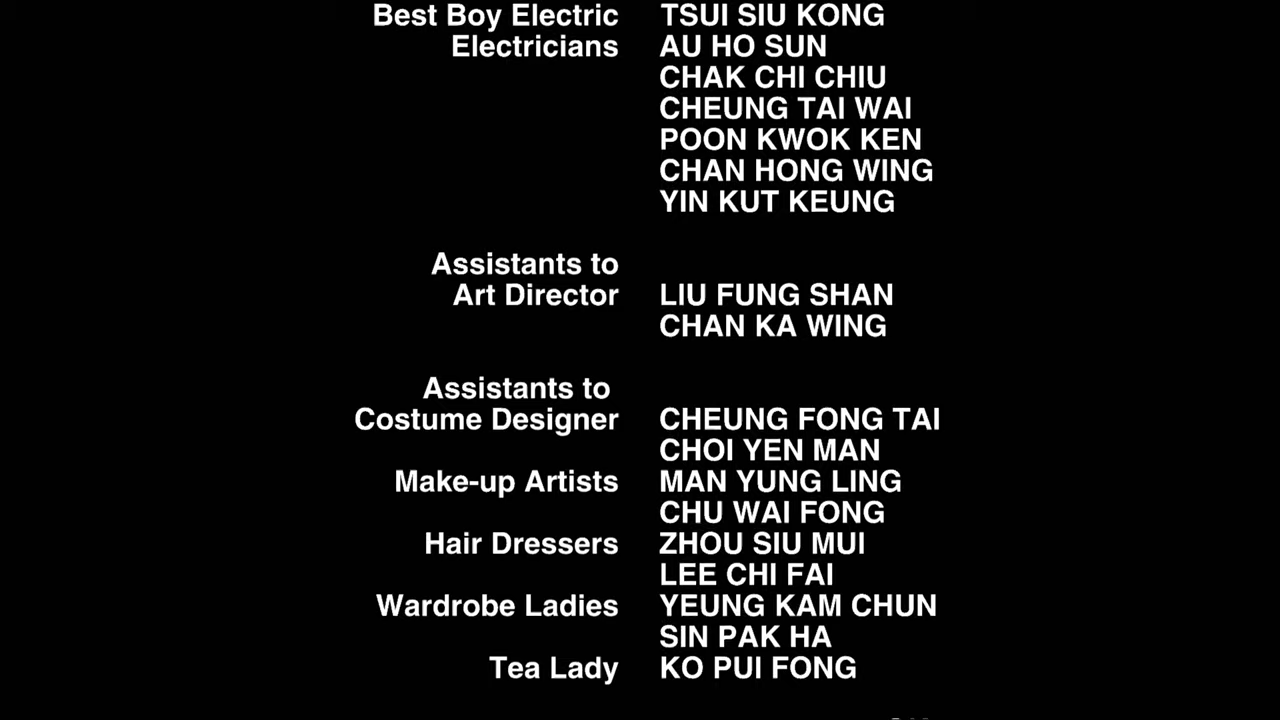 Best Boy Electric TSUI SIU KONG
Electricians AU HO SUN
CHAK CHI CHIU
CHEUNG TAI WAI
POON KWOK KEN
CHAN HONG WING
YIN KUT KEUNG
Assistants to
Art Director LIU FUNG SHAN
CHAN KA WING
Assistants to
Costume Designer CHEUNG FONG TAI
CHOI YEN MAN
Make-up Artists MAN YUNG LING
CHU WAI FONG
Hair Dressers ZHOU SIU MUI
LEE CHI FAI
Wardrobe Ladies YEUNG KAM CHUN
SIN PAK HA
Tea Lady KO PUI FONG